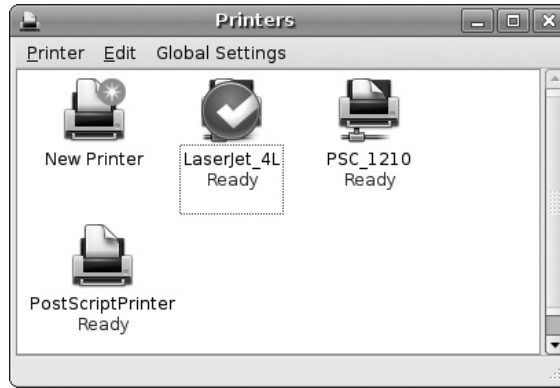 Printers
Printer Edit Global Settings
New Printer
LaserJet_4L
Ready
PSC_1210
Ready
PostScriptPrinter
Ready